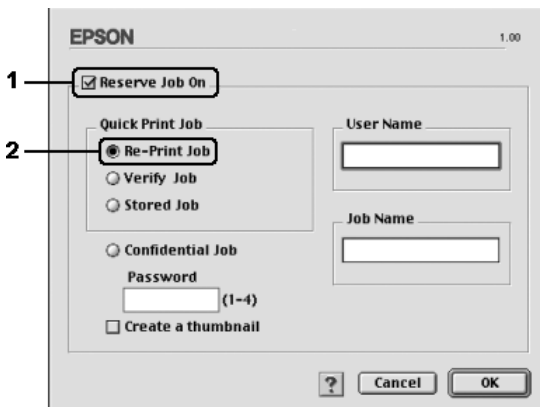 EPSON
1.00
1
Reserve Job On
Quick Print Job
2
Re-Print Job
Verify Job
Stored Job
Confidential Job
Password
(1-4)
Create a thumbnail
User Name
Job Name
?
Cancel
OK